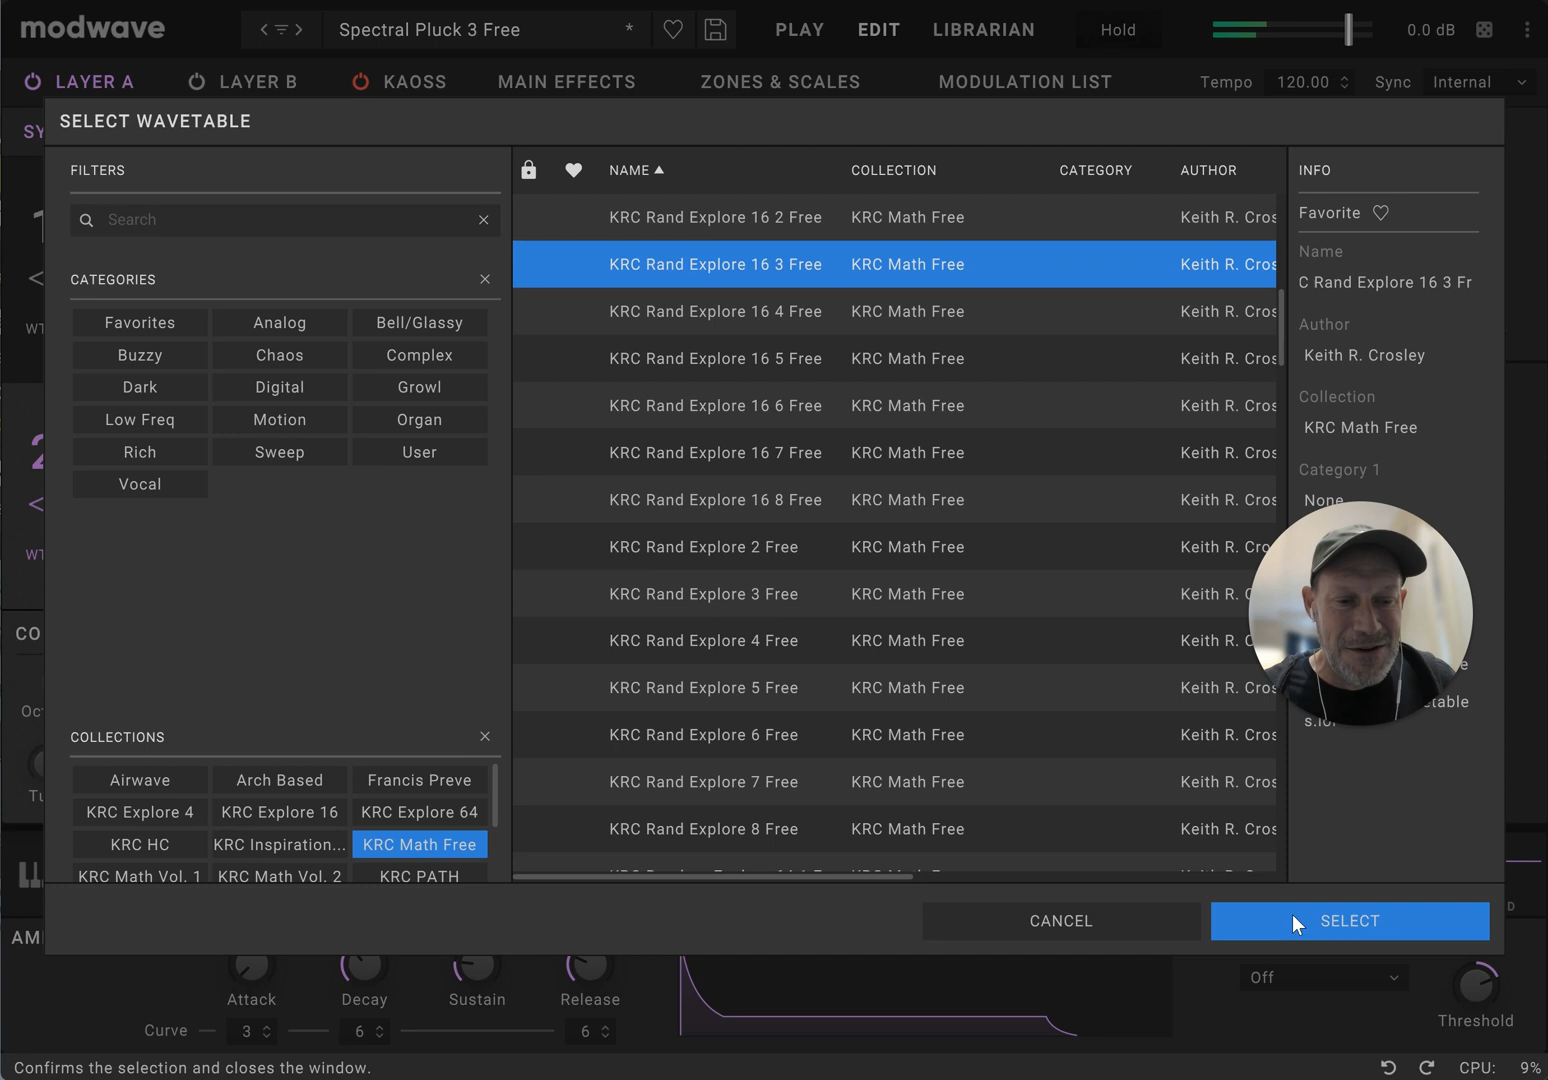 modwave
Spectral Pluck 3 Free *
PLAY
EDIT
LIBRARIAN
Hold
0.0 dB
LAYER A
LAYER B
KAOSS
MAIN EFFECTS
ZONES & SCALES
MODULATION LIST
Tempo
120.00
Sync
Internal
SELECT WAVETABLE
FILTERS
Search
CATEGORIES
Favorites Analog Bell/Glassy
Buzzy Chaos Complex
Dark Digital Growl
Low Freq Motion Organ
Rich Sweep User
Vocal
COLLECTIONS
Airwave Arch Based Francis Preve
KRC Explore 4 KRC Explore 16 KRC Explore 64
KRC HC KRC Inspiration... KRC Math Free
KRC Math Vol. 1 KRC Math Vol. 2 KRC PATH
NAME COLLECTION CATEGORY AUTHOR
KRC Rand Explore 16 2 Free KRC Math Free Keith R. Cros
KRC Rand Explore 16 3 Free KRC Math Free Keith R. Cros
KRC Rand Explore 16 4 Free KRC Math Free Keith R. Cros
KRC Rand Explore 16 5 Free KRC Math Free Keith R. Cros
KRC Rand Explore 16 6 Free KRC Math Free Keith R. Cros
KRC Rand Explore 16 7 Free KRC Math Free Keith R. Cros
KRC Rand Explore 16 8 Free KRC Math Free Keith R. Cros
KRC Rand Explore 2 Free KRC Math Free Keith R. Cro
KRC Rand Explore 3 Free KRC Math Free Keith R.
KRC Rand Explore 4 Free KRC Math Free Keith R.
KRC Rand Explore 5 Free KRC Math Free Keith R. Cros
KRC Rand Explore 6 Free KRC Math Free Keith R. Cros
KRC Rand Explore 7 Free KRC Math Free Keith R. Cros
KRC Rand Explore 8 Free KRC Math Free Keith R. Cros
INFO
Favorite
Name
C Rand Explore 16 3 Fr
Author
Keith R. Crosley
Collection
KRC Math Free
Category 1
None
CANCEL
SELECT
Attack
Decay
Sustain
Release
Curve
3
6
6
Off
Threshold
Confirms the selection and closes the window.
CPU: 9%